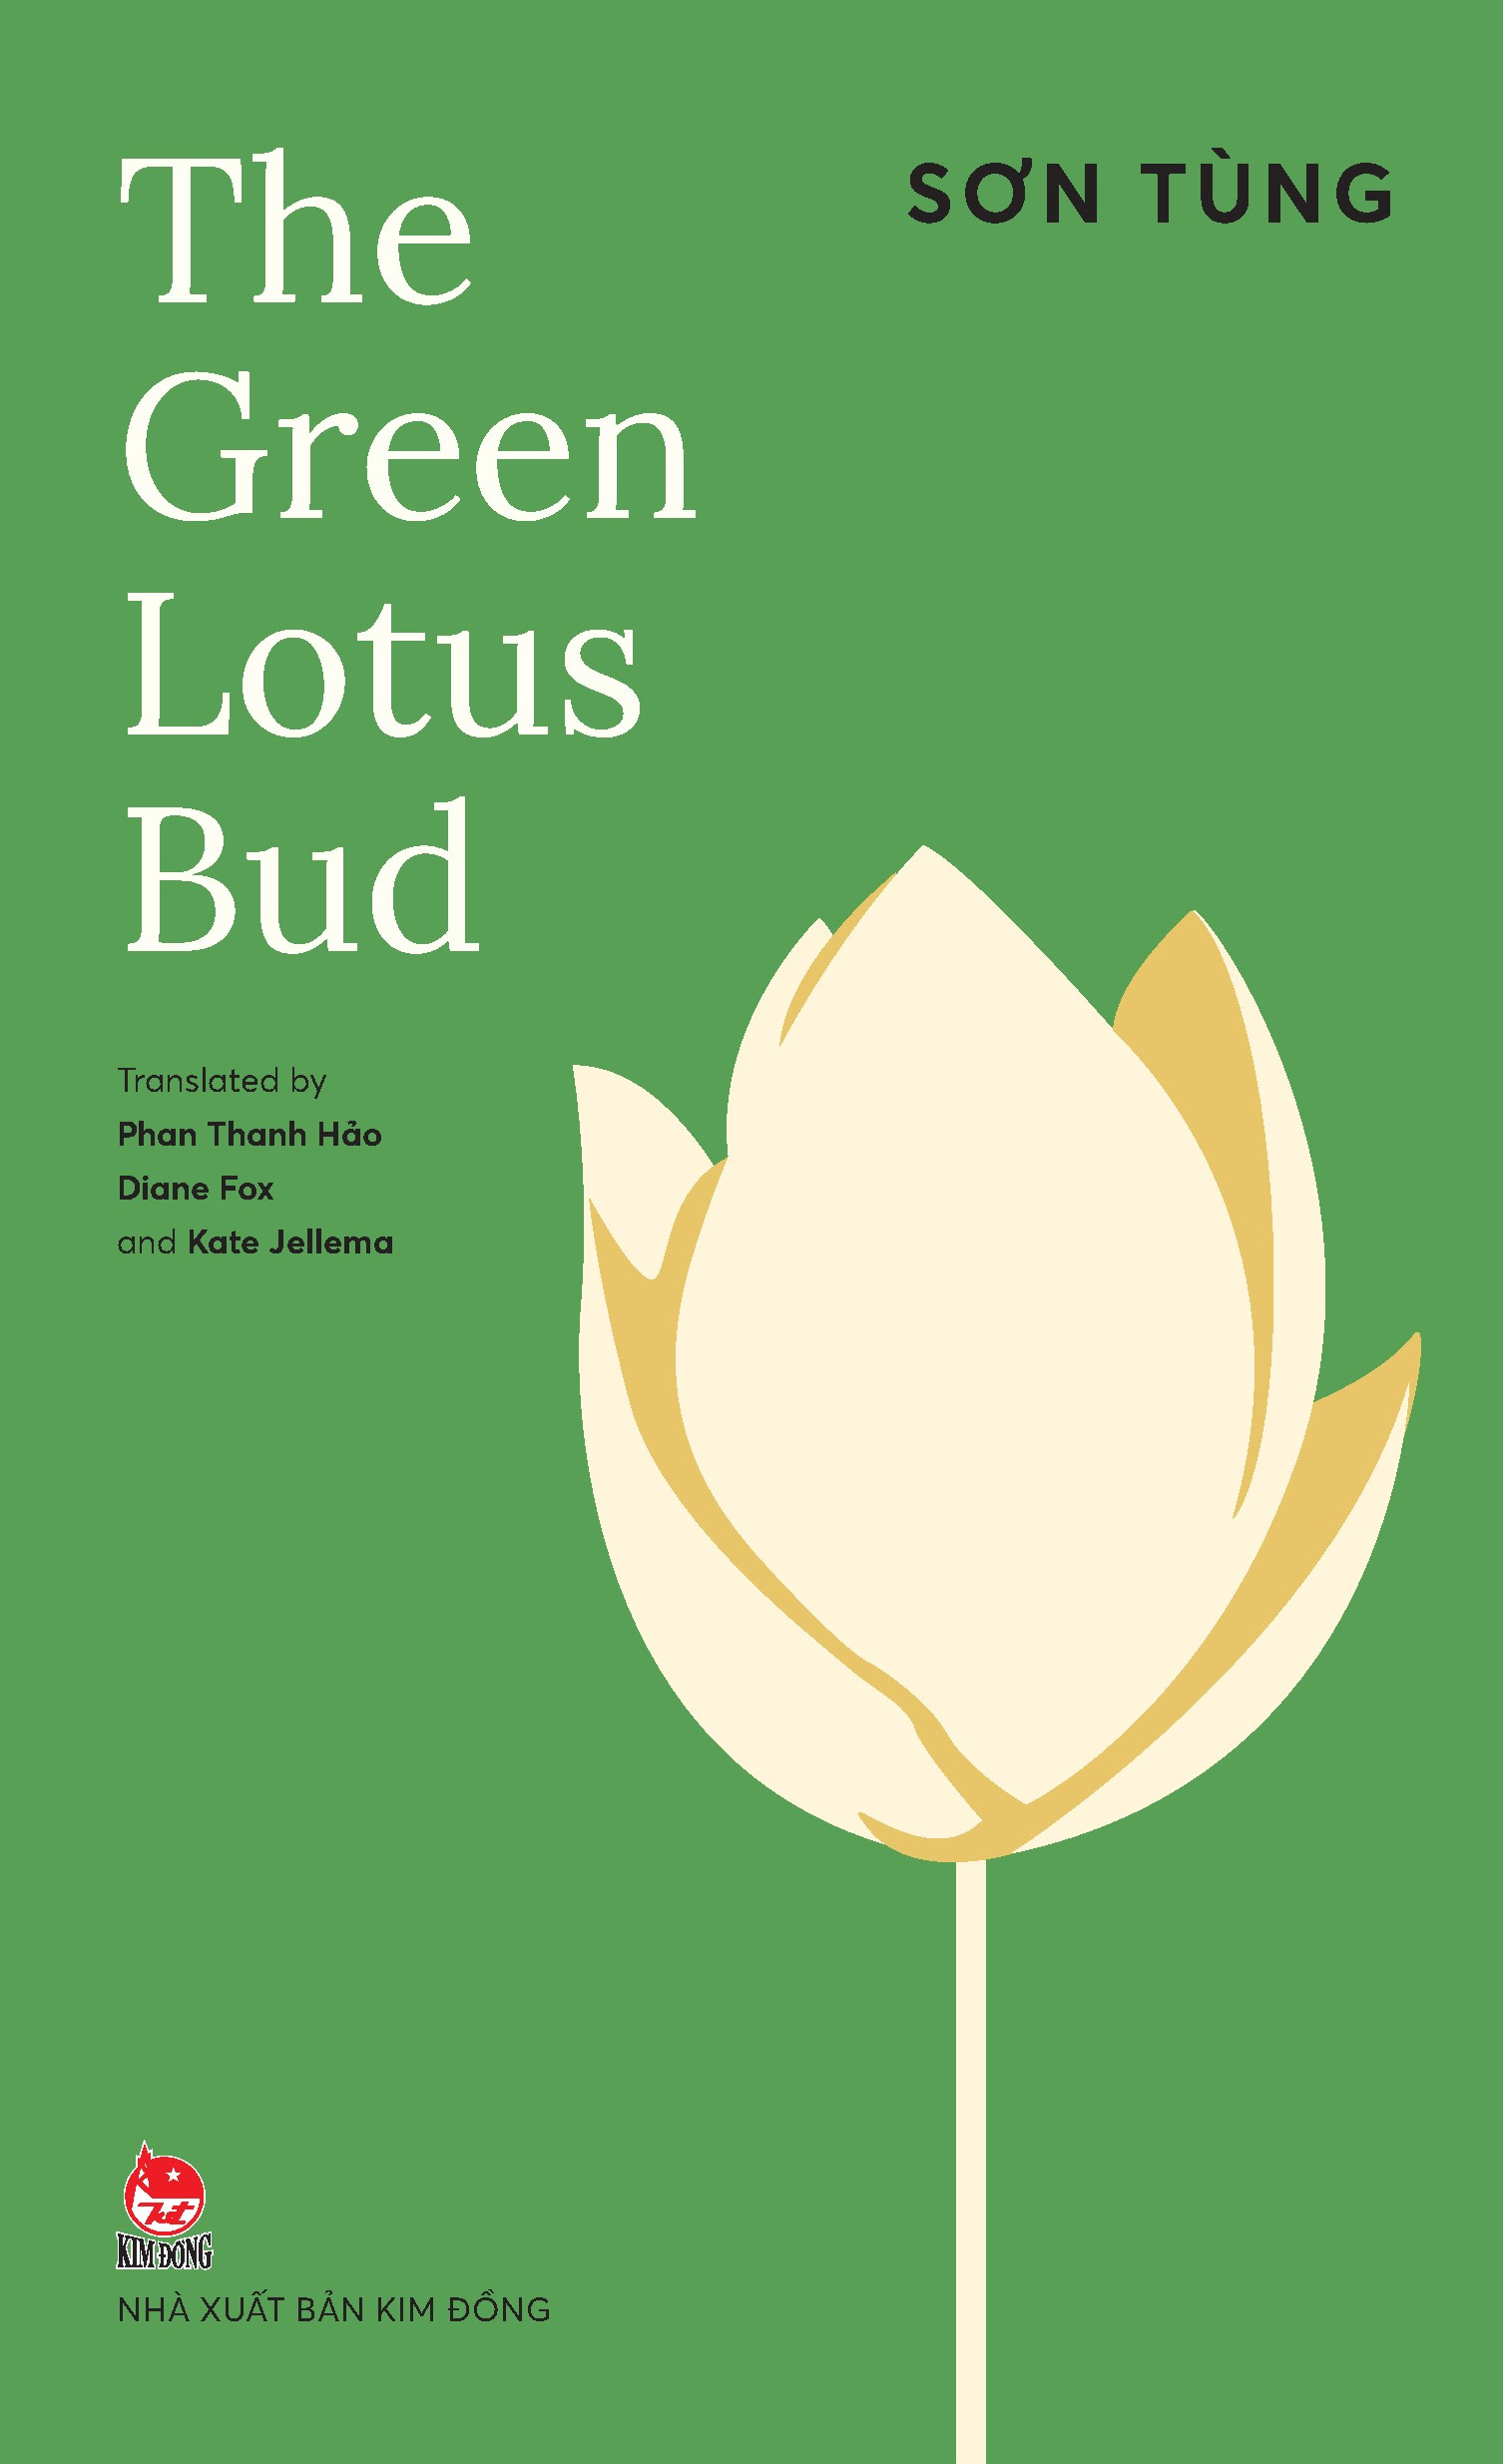 The
Green
Lotus
Bud
SƠN TÙNG
Translated by
Phan Thanh Hảo
Diane Fox
and Kate Jellema
kđ
KIM ĐỒNG
NHÀ XUẤT BẢN KIM ĐỒNG